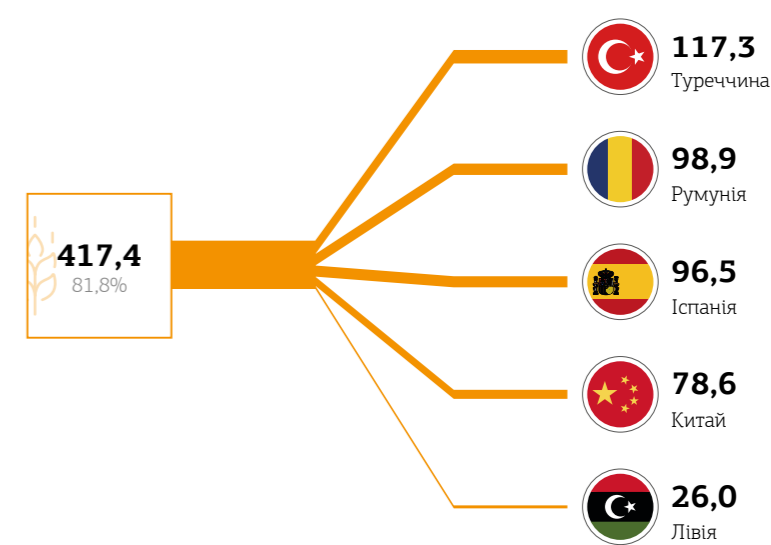 117,3
Туреччина
98,9
Румунія
417,4
81,8%
96,5
Іспанія
78,6
Китай
26,0
Лівія